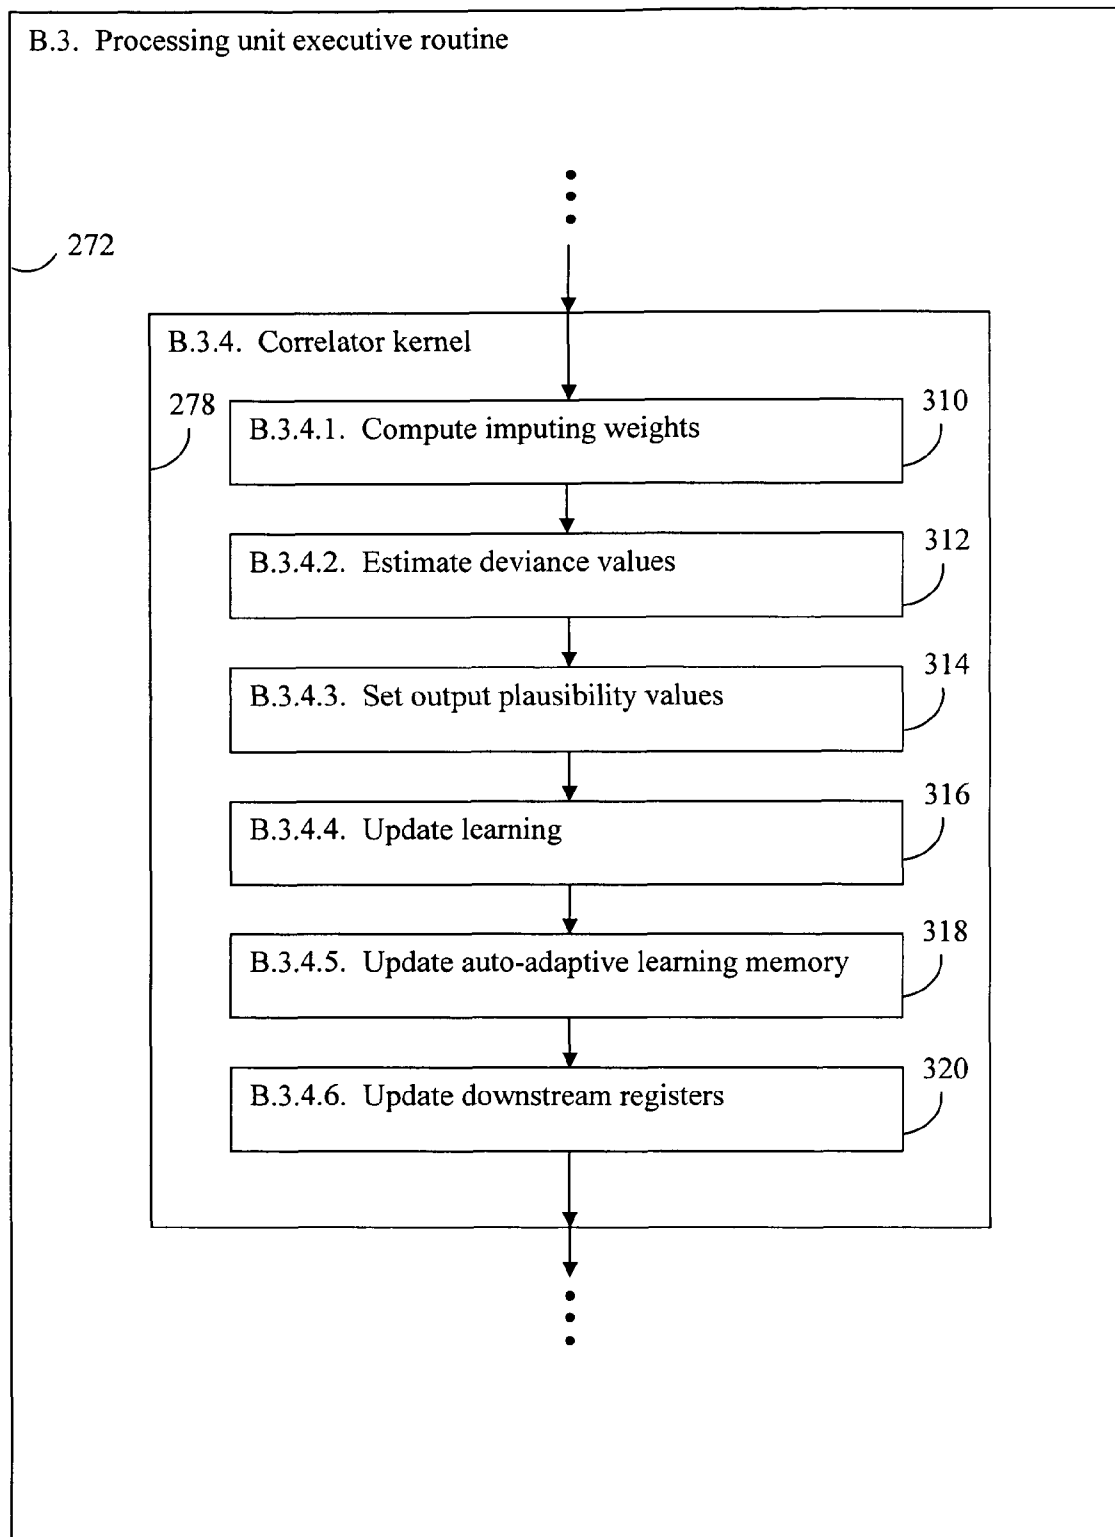 B.3. Processing unit executive routine
272
B.3.4. Correlator kernel
278
310
B.3.4.1. Compute imputing weights
312
B.3.4.2. Estimate deviance values
314
B.3.4.3. Set output plausibility values
316
B.3.4.4. Update learning
318
B.3.4.5. Update auto-adaptive learning memory
320
B.3.4.6. Update downstream registers